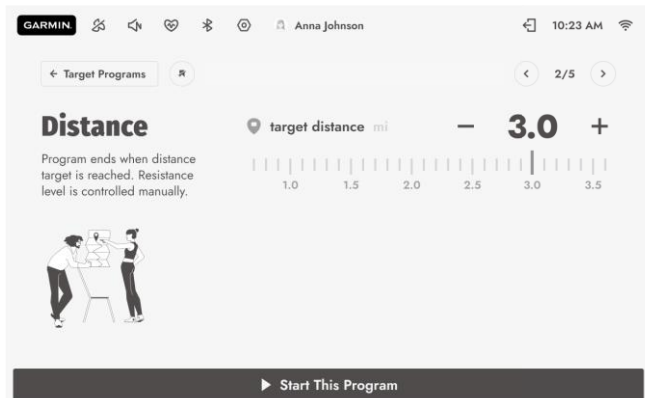 GARMIN. N Anna Johnson 10:23 AM
← Target Programs 2/5
Distance
Program ends when distance
target is reached. Resistance
level is controlled manually.
target distance mi — 3.0 +
1.0 1.5 2.0 2.5 3.0 3.5
Start This Program